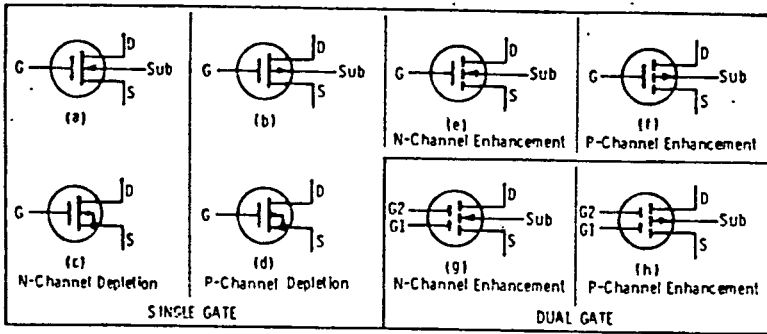 D
G
Sub
S
(a)
D
G
Sub
S
(b)
D
G
Sub
S
(e)
N-Channel Enhancement
D
G
Sub
S
(f)
P-Channel Enhancement
D
G
S
(c)
N-Channel Depletion
D
G
S
(d)
P-Channel Depletion
SINGLE GATE
D
G2
Sub
G1
S
(g)
N-Channel Enhancement
D
G2
Sub
G1
S
(h)
P-Channel Enhancement
DUAL GATE